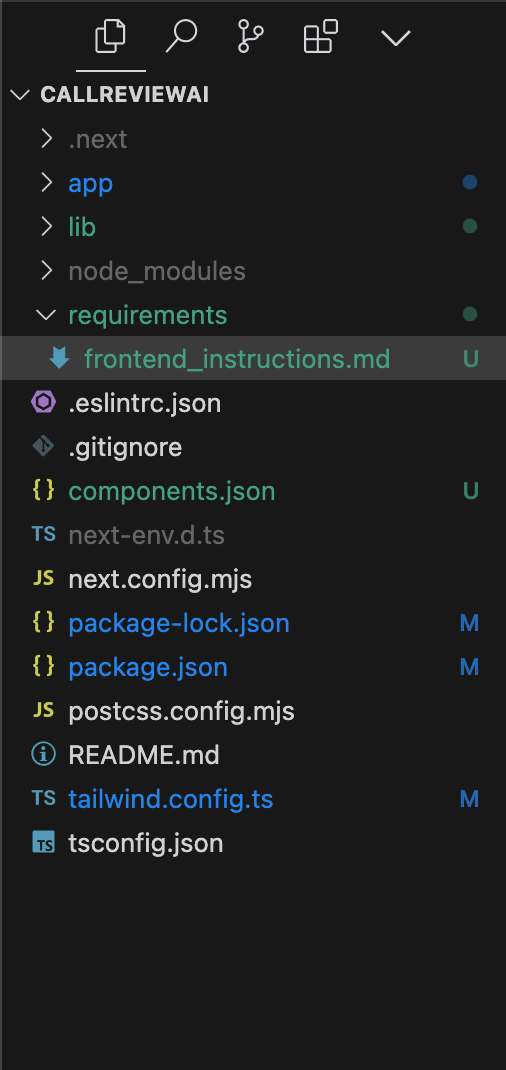 CALLREVIEWAI
.next
app
lib
node_modules
requirements
frontend_instructions.md U
.eslintrc.json
.gitignore
{} components.json U
TS next-env.d.ts
JS next.config.mjs
{} package-lock.json M
{} package.json M
JS postcss.config.mjs
README.md
TS tailwind.config.ts M
TS tsconfig.json